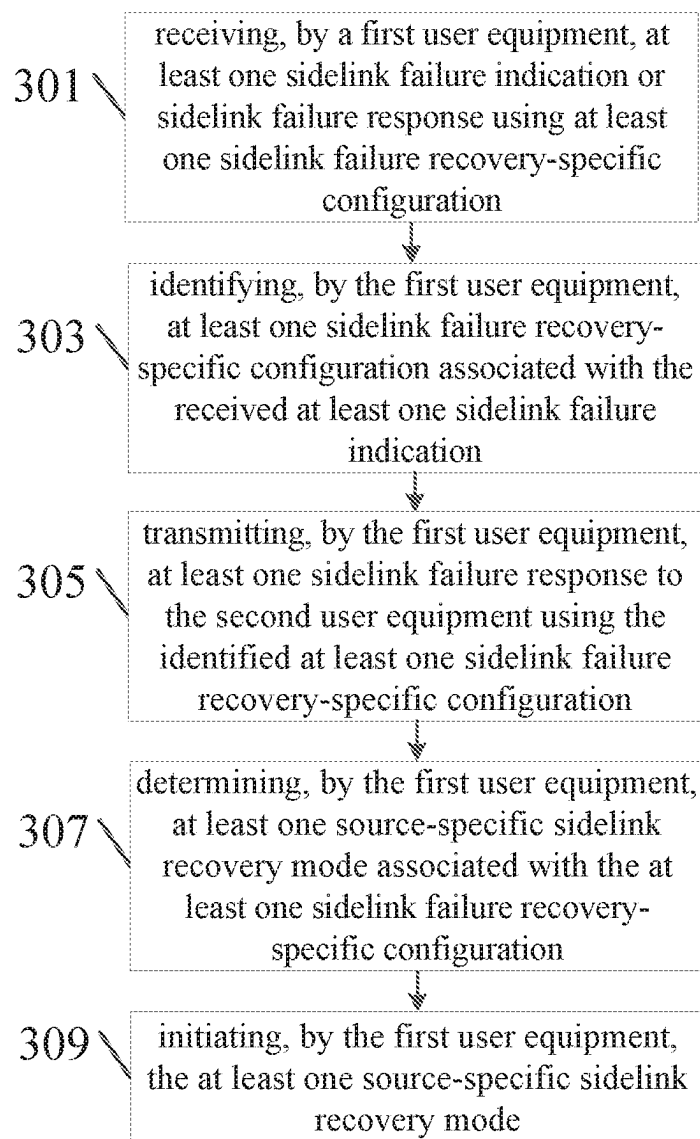 301
receiving, by a first user equipment, at
least one sidelink failure indication or
sidelink failure response using at least
one sidelink failure recovery-specific
configuration
303
identifying, by the first user equipment,
at least one sidelink failure recovery-
specific configuration associated with the
received at least one sidelink failure
indication
305
transmitting, by the first user equipment,
at least one sidelink failure response to
the second user equipment using the
identified at least one sidelink failure
recovery-specific configuration
307
determining, by the first user equipment,
at least one source-specific sidelink
recovery mode associated with the at
least one sidelink failure recovery-
specific configuration
309
initiating, by the first user equipment,
the at least one source-specific sidelink
recovery mode